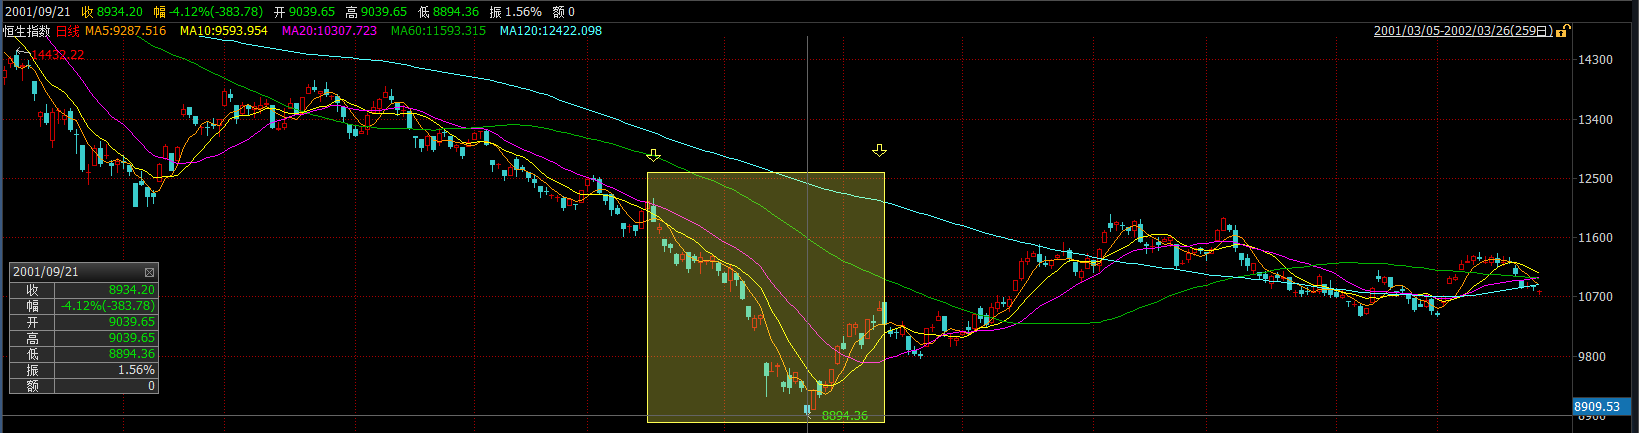 2001/09/21 收 8934.20 幅 -4.12%(-383.78) 开 9039.65 高 9039.65 低 8894.36 振 1.56% 额 0
恒生指数 日线 MA5:9287.516 MA10:9593.954 MA20:10307.723 MA60:11593.315 MA120:12422.098 2001/03/05-2002/03/26(259日)
14432.22
14300
13400
12500
11600
10700
9800
8909.53
8900
8894.36
2001/09/21
收 8934.20
幅 -4.12%(-383.78)
开 9039.65
高 9039.65
低 8894.36
振 1.56%
额 0